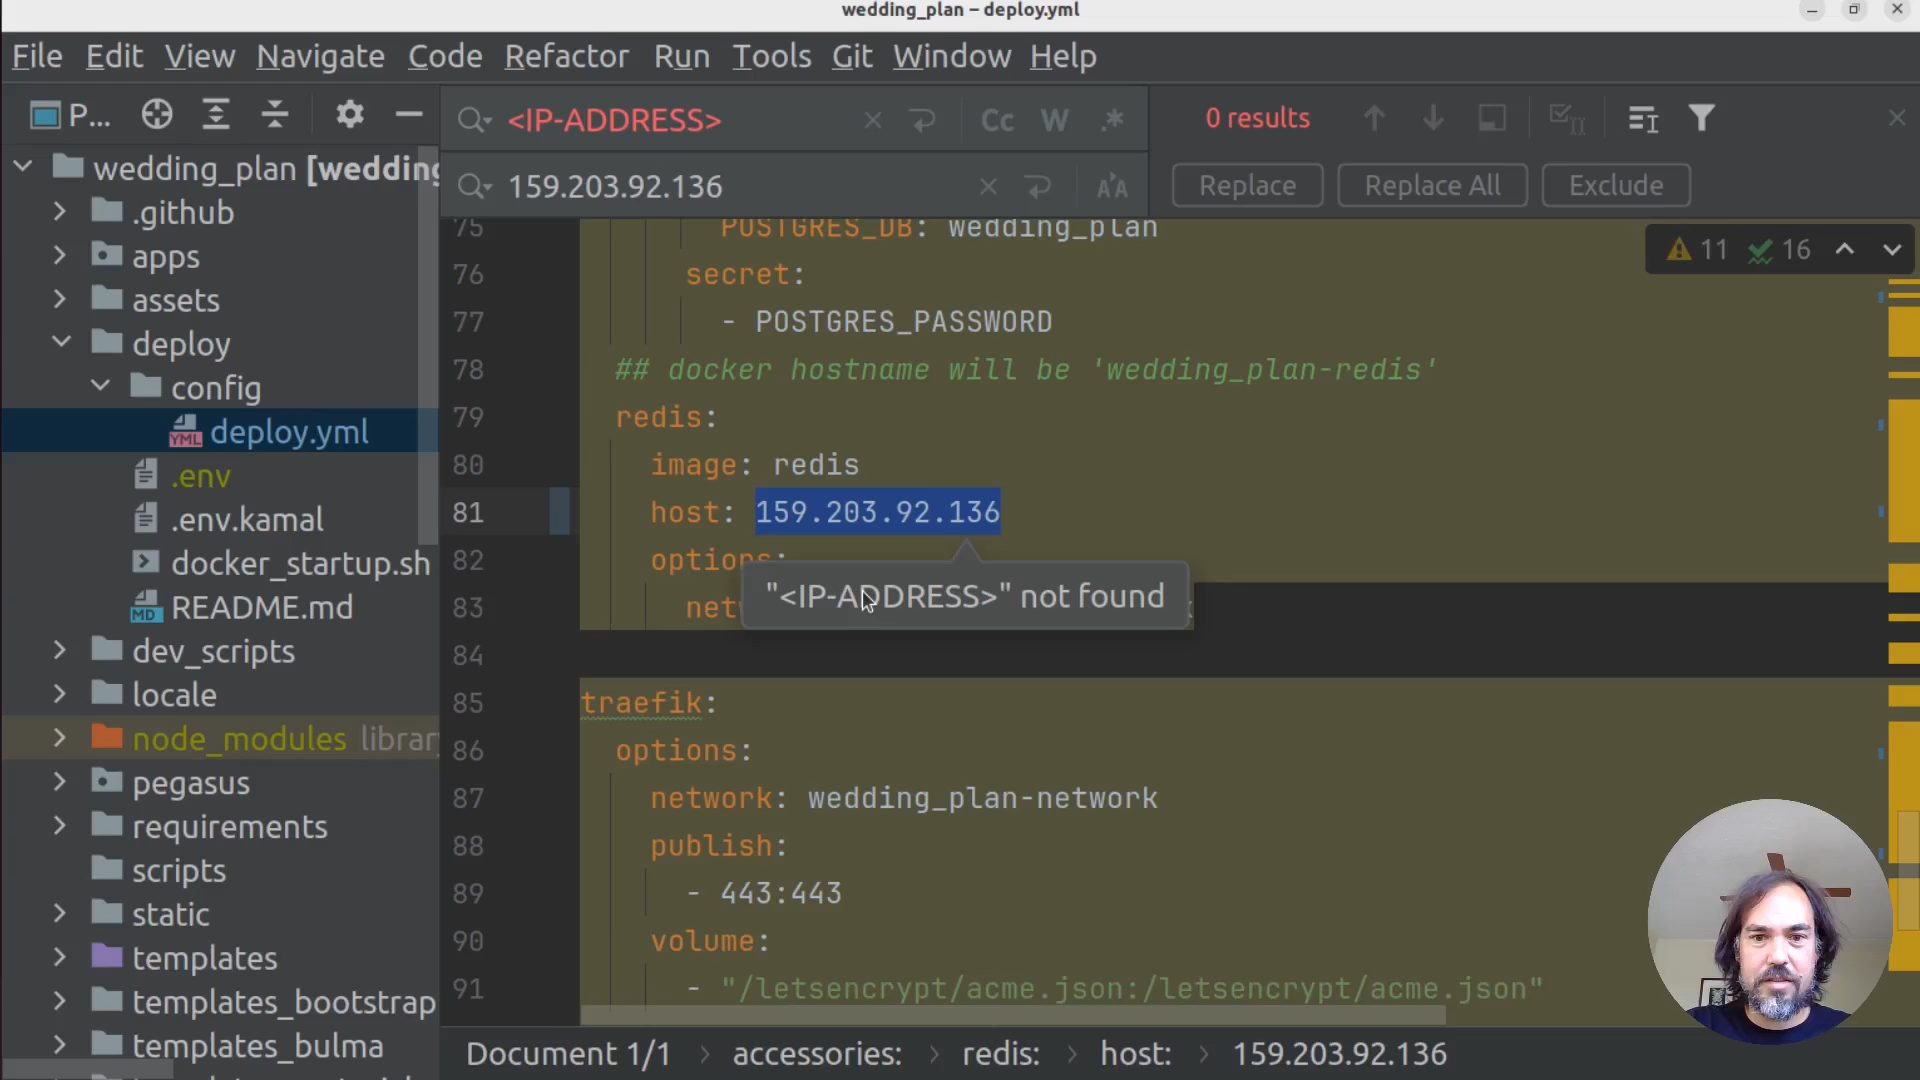 wedding_plan – deploy.yml
File Edit View Navigate Code Refactor Run Tools Git Window Help
P...
<IP-ADDRESS>
Cc W .*
0 results
159.203.92.136
Replace Replace All Exclude
wedding_plan [wedding
.github
apps
assets
deploy
config
deploy.yml
.env
.env.kamal
docker_startup.sh
README.md
dev_scripts
locale
node_modules librar
pegasus
requirements
scripts
static
templates
templates_bootstrap
templates_bulma
11 16
75 POSTGRES_DB: wedding_plan
76 secret:
77 - POSTGRES_PASSWORD
78 ## docker hostname will be 'wedding_plan-redis'
79 redis:
80 image: redis
81 host: 159.203.92.136
82 options:
"<IP-ADDRESS>" not found
83 net
84
85 traefik:
86 options:
87 network: wedding_plan-network
88 publish:
89 - 443:443
90 volume:
91 - "/letsencrypt/acme.json:/letsencrypt/acme.json"
Document 1/1 › accessories: › redis: › host: › 159.203.92.136